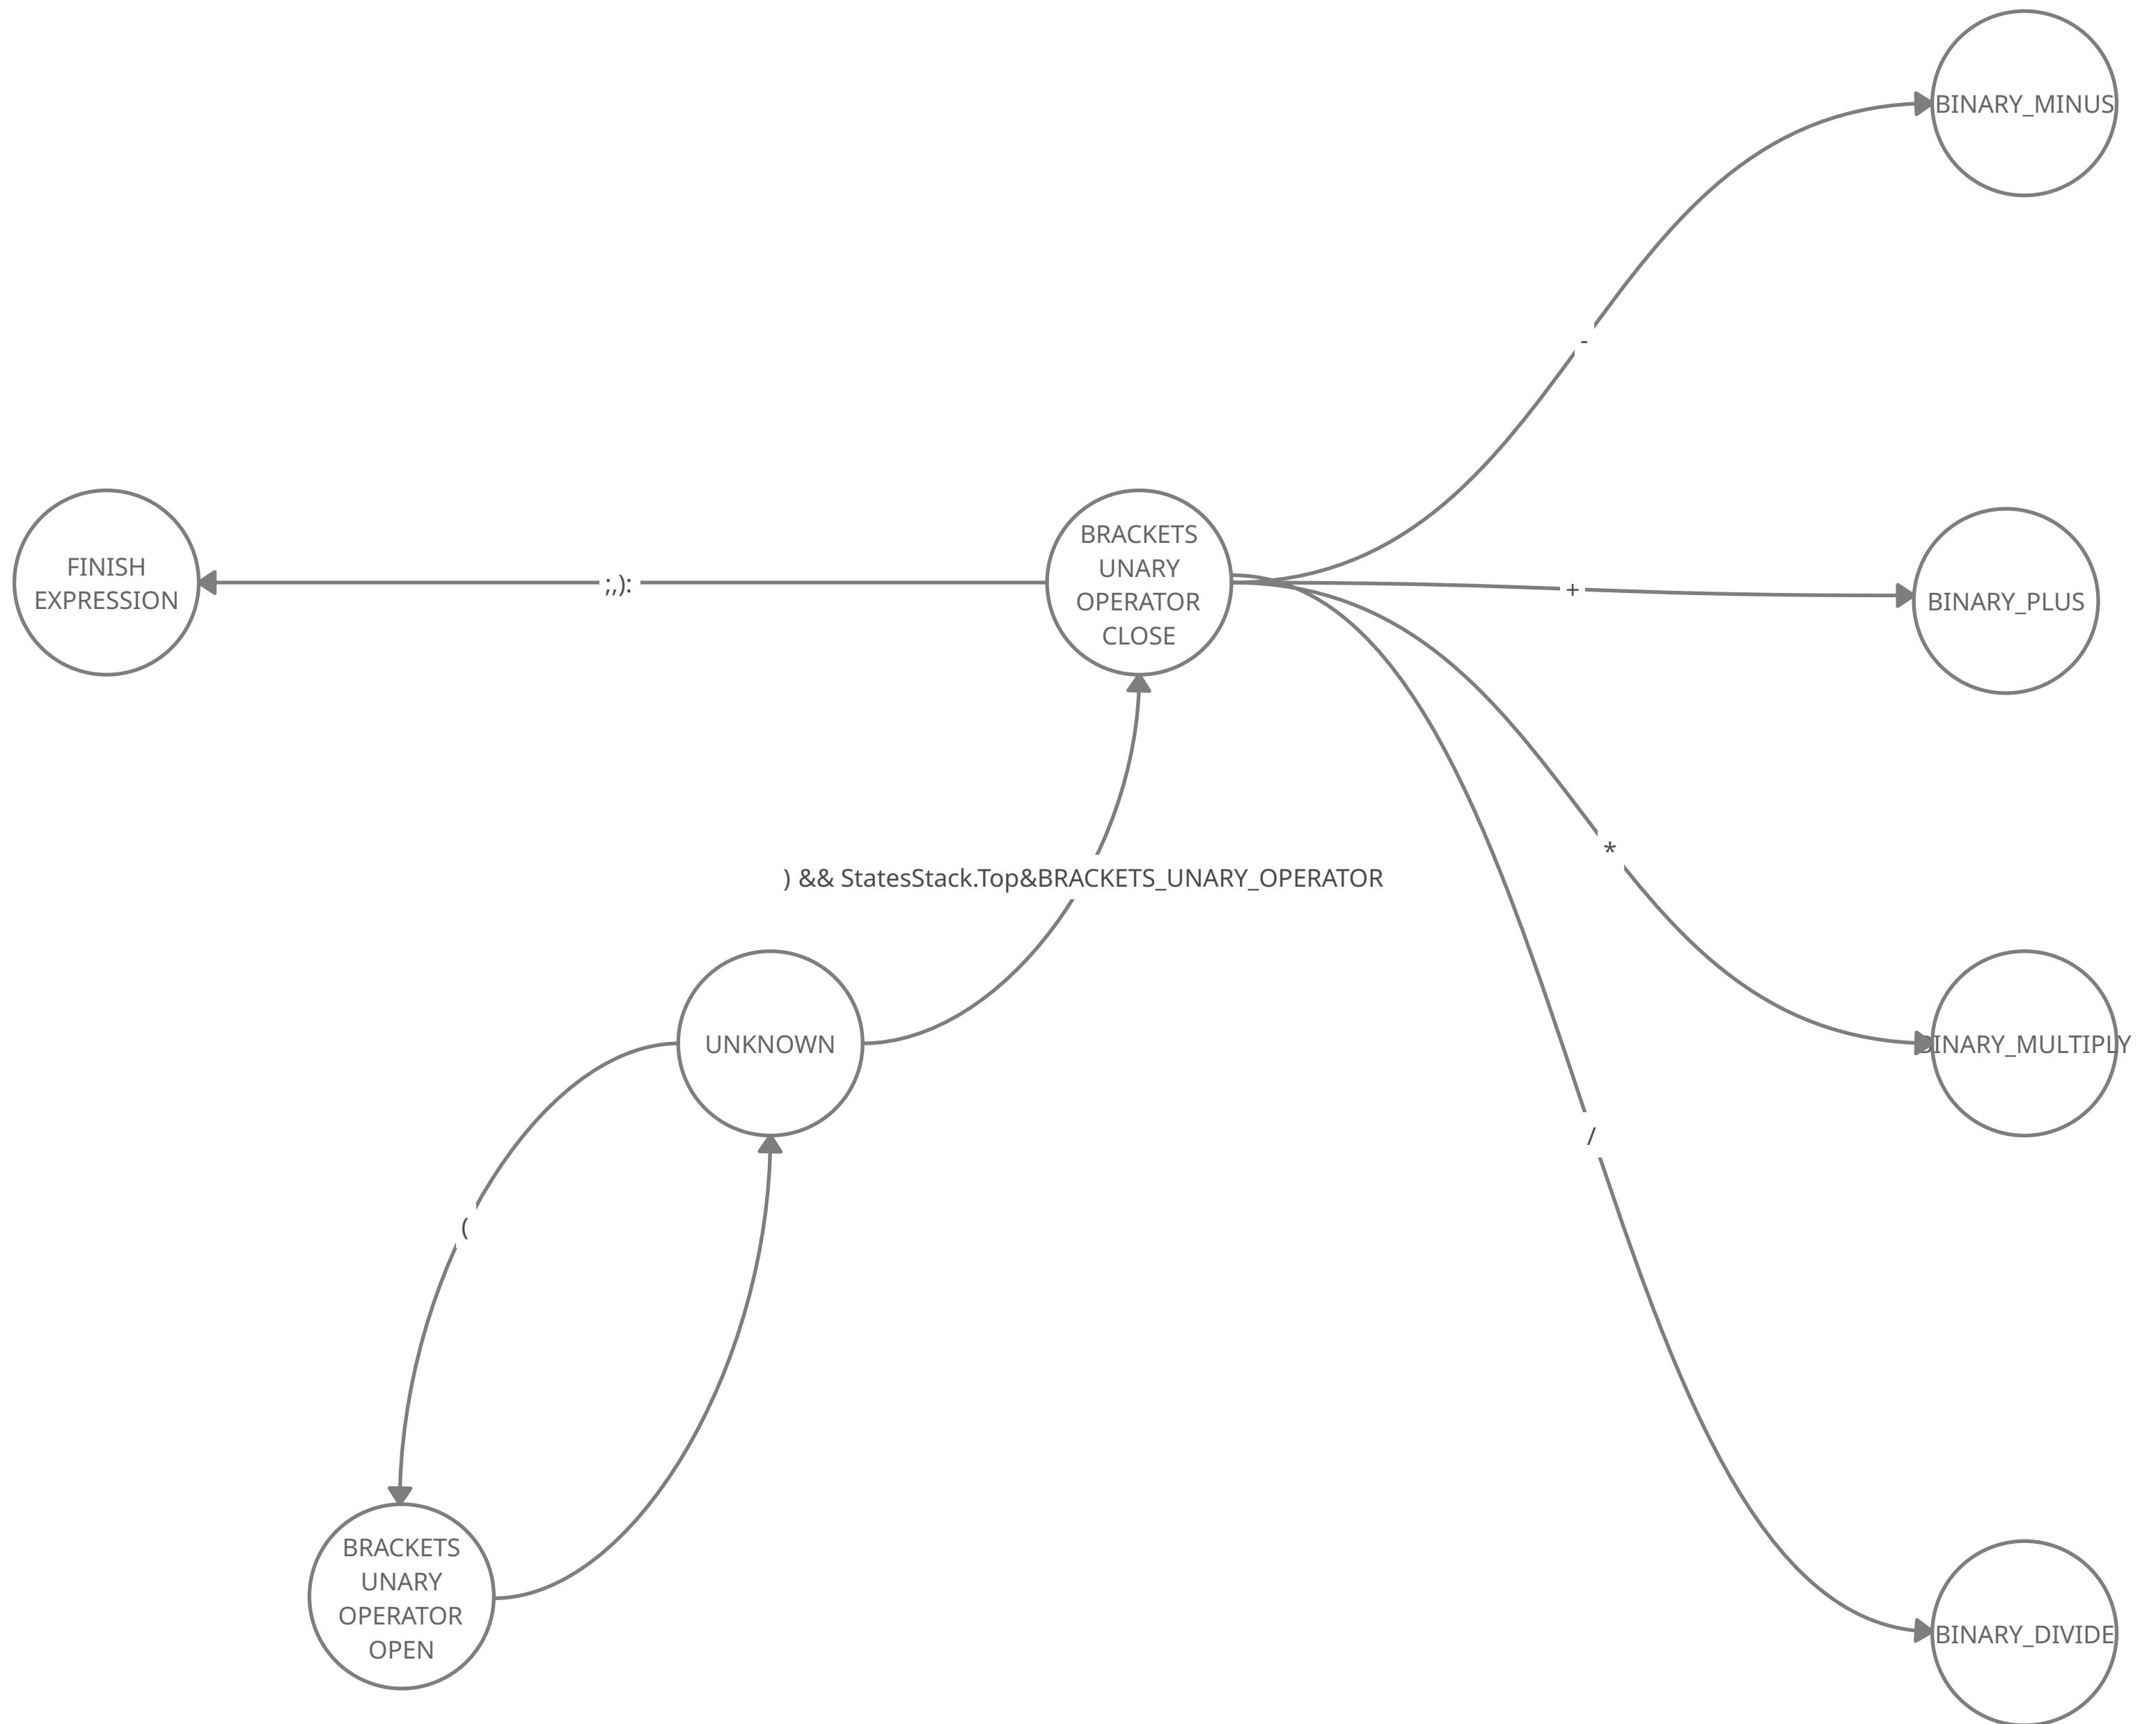 BINARY_MINUS
-
FINISH
EXPRESSION
;,):
BRACKETS
UNARY
OPERATOR
CLOSE
+
BINARY_PLUS
*
) && StatesStack.Top&BRACKETS_UNARY_OPERATOR
UNKNOWN
BINARY_MULTIPLY
/
(
BRACKETS
UNARY
OPERATOR
OPEN
BINARY_DIVIDE